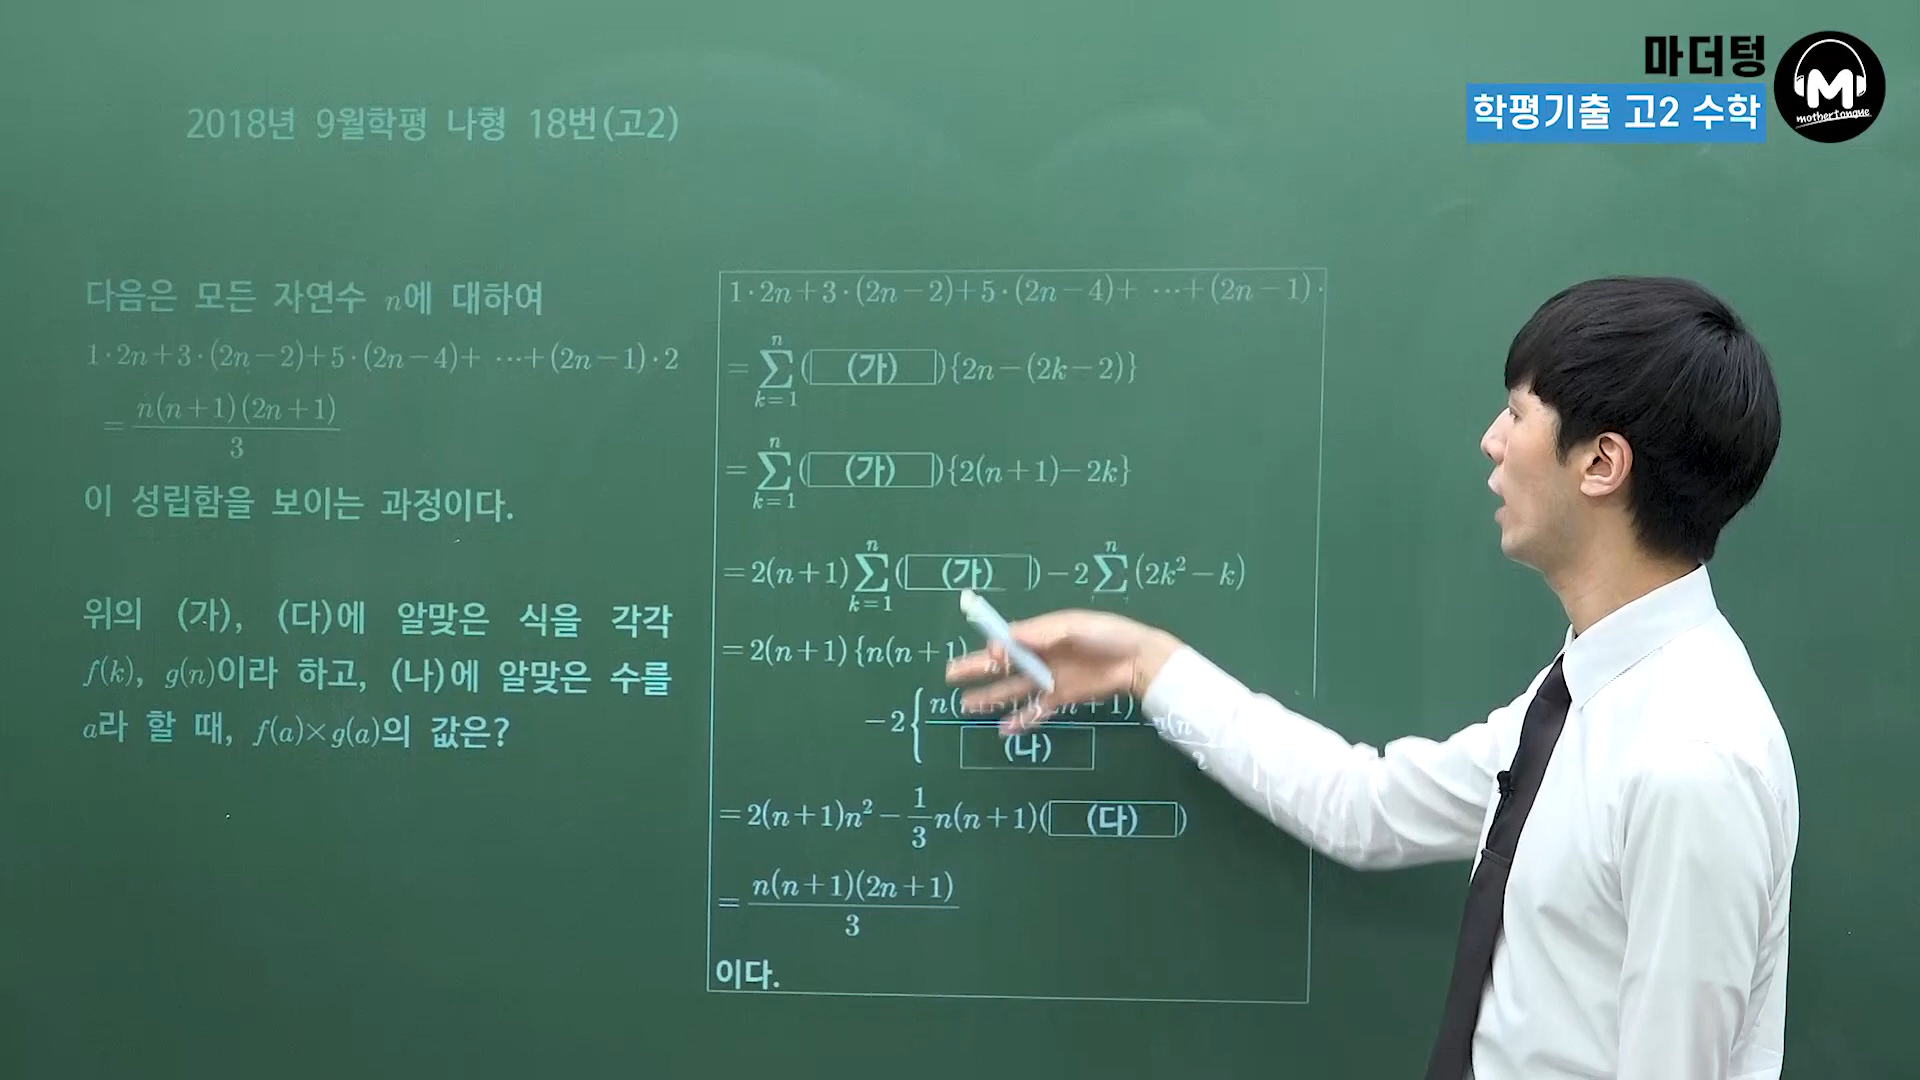 마더텅
학평기출 고2 수학
M
mothertongue
2018년 9월학평 나형 18번(고2)
다음은 모든 자연수 n에 대하여
1·2n+3·(2n−2)+5·(2n−4)+ ⋯+(2n−1)·2
= n(n+1)(2n+1)/3
이 성립함을 보이는 과정이다.
위의 (가), (다)에 알맞은 식을 각각
f(k), g(n)이라 하고, (나)에 알맞은 수를
a라 할 때, f(a)×g(a)의 값은?
1·2n+3·(2n−2)+5·(2n−4)+ ⋯+(2n−1)·
= ∑_{k=1}^{n} ( (가) ){2n−(2k−2)}
= ∑_{k=1}^{n} ( (가) ){2(n+1)−2k}
= 2(n+1)∑_{k=1}^{n} ( (가) )−2∑^{n} (2k²−k)
= 2(n+1){n(n+1)
−2{ n(n+1)(2n+1)/(나)
= 2(n+1)n²− 1/3 n(n+1)( (다) )
= n(n+1)(2n+1)/3
이다.